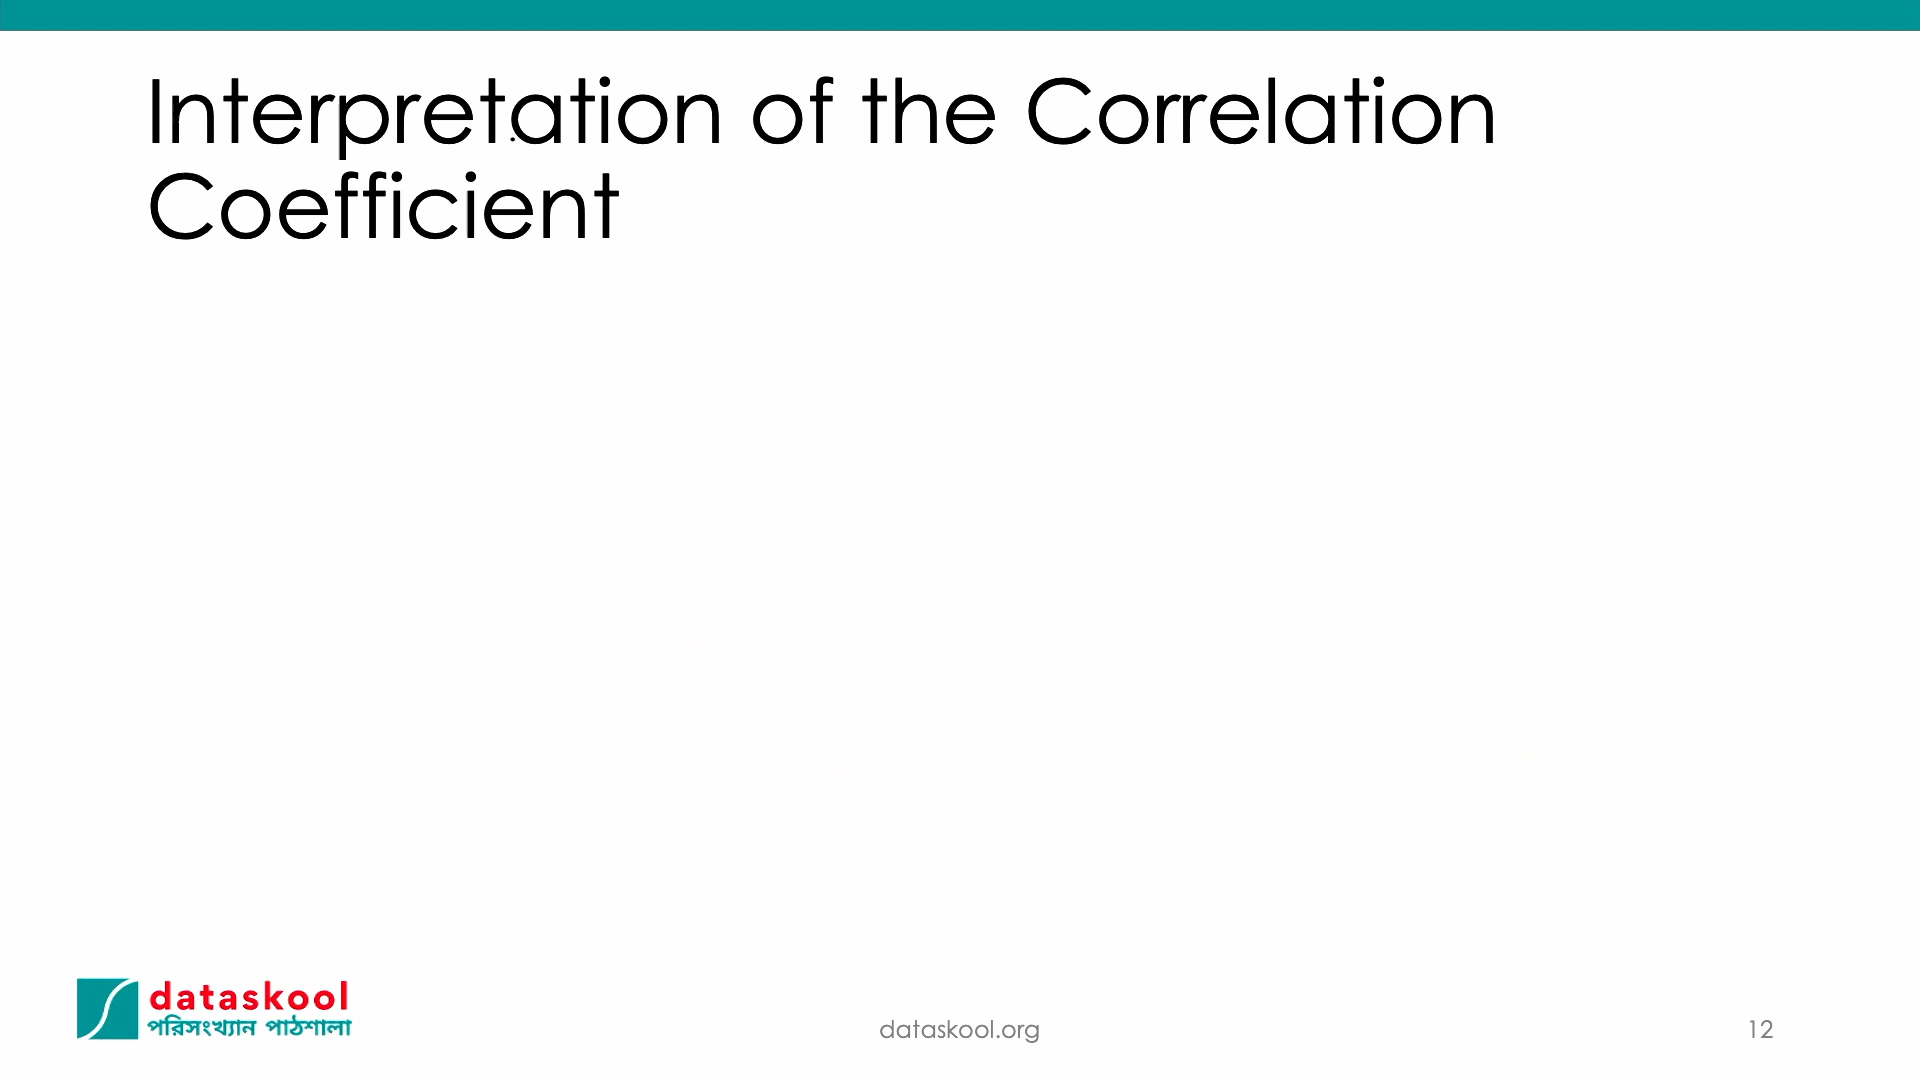 Interpretation of the Correlation
Coefficient
dataskool
পরিসংখ্যান পাঠশালা
dataskool.org
12